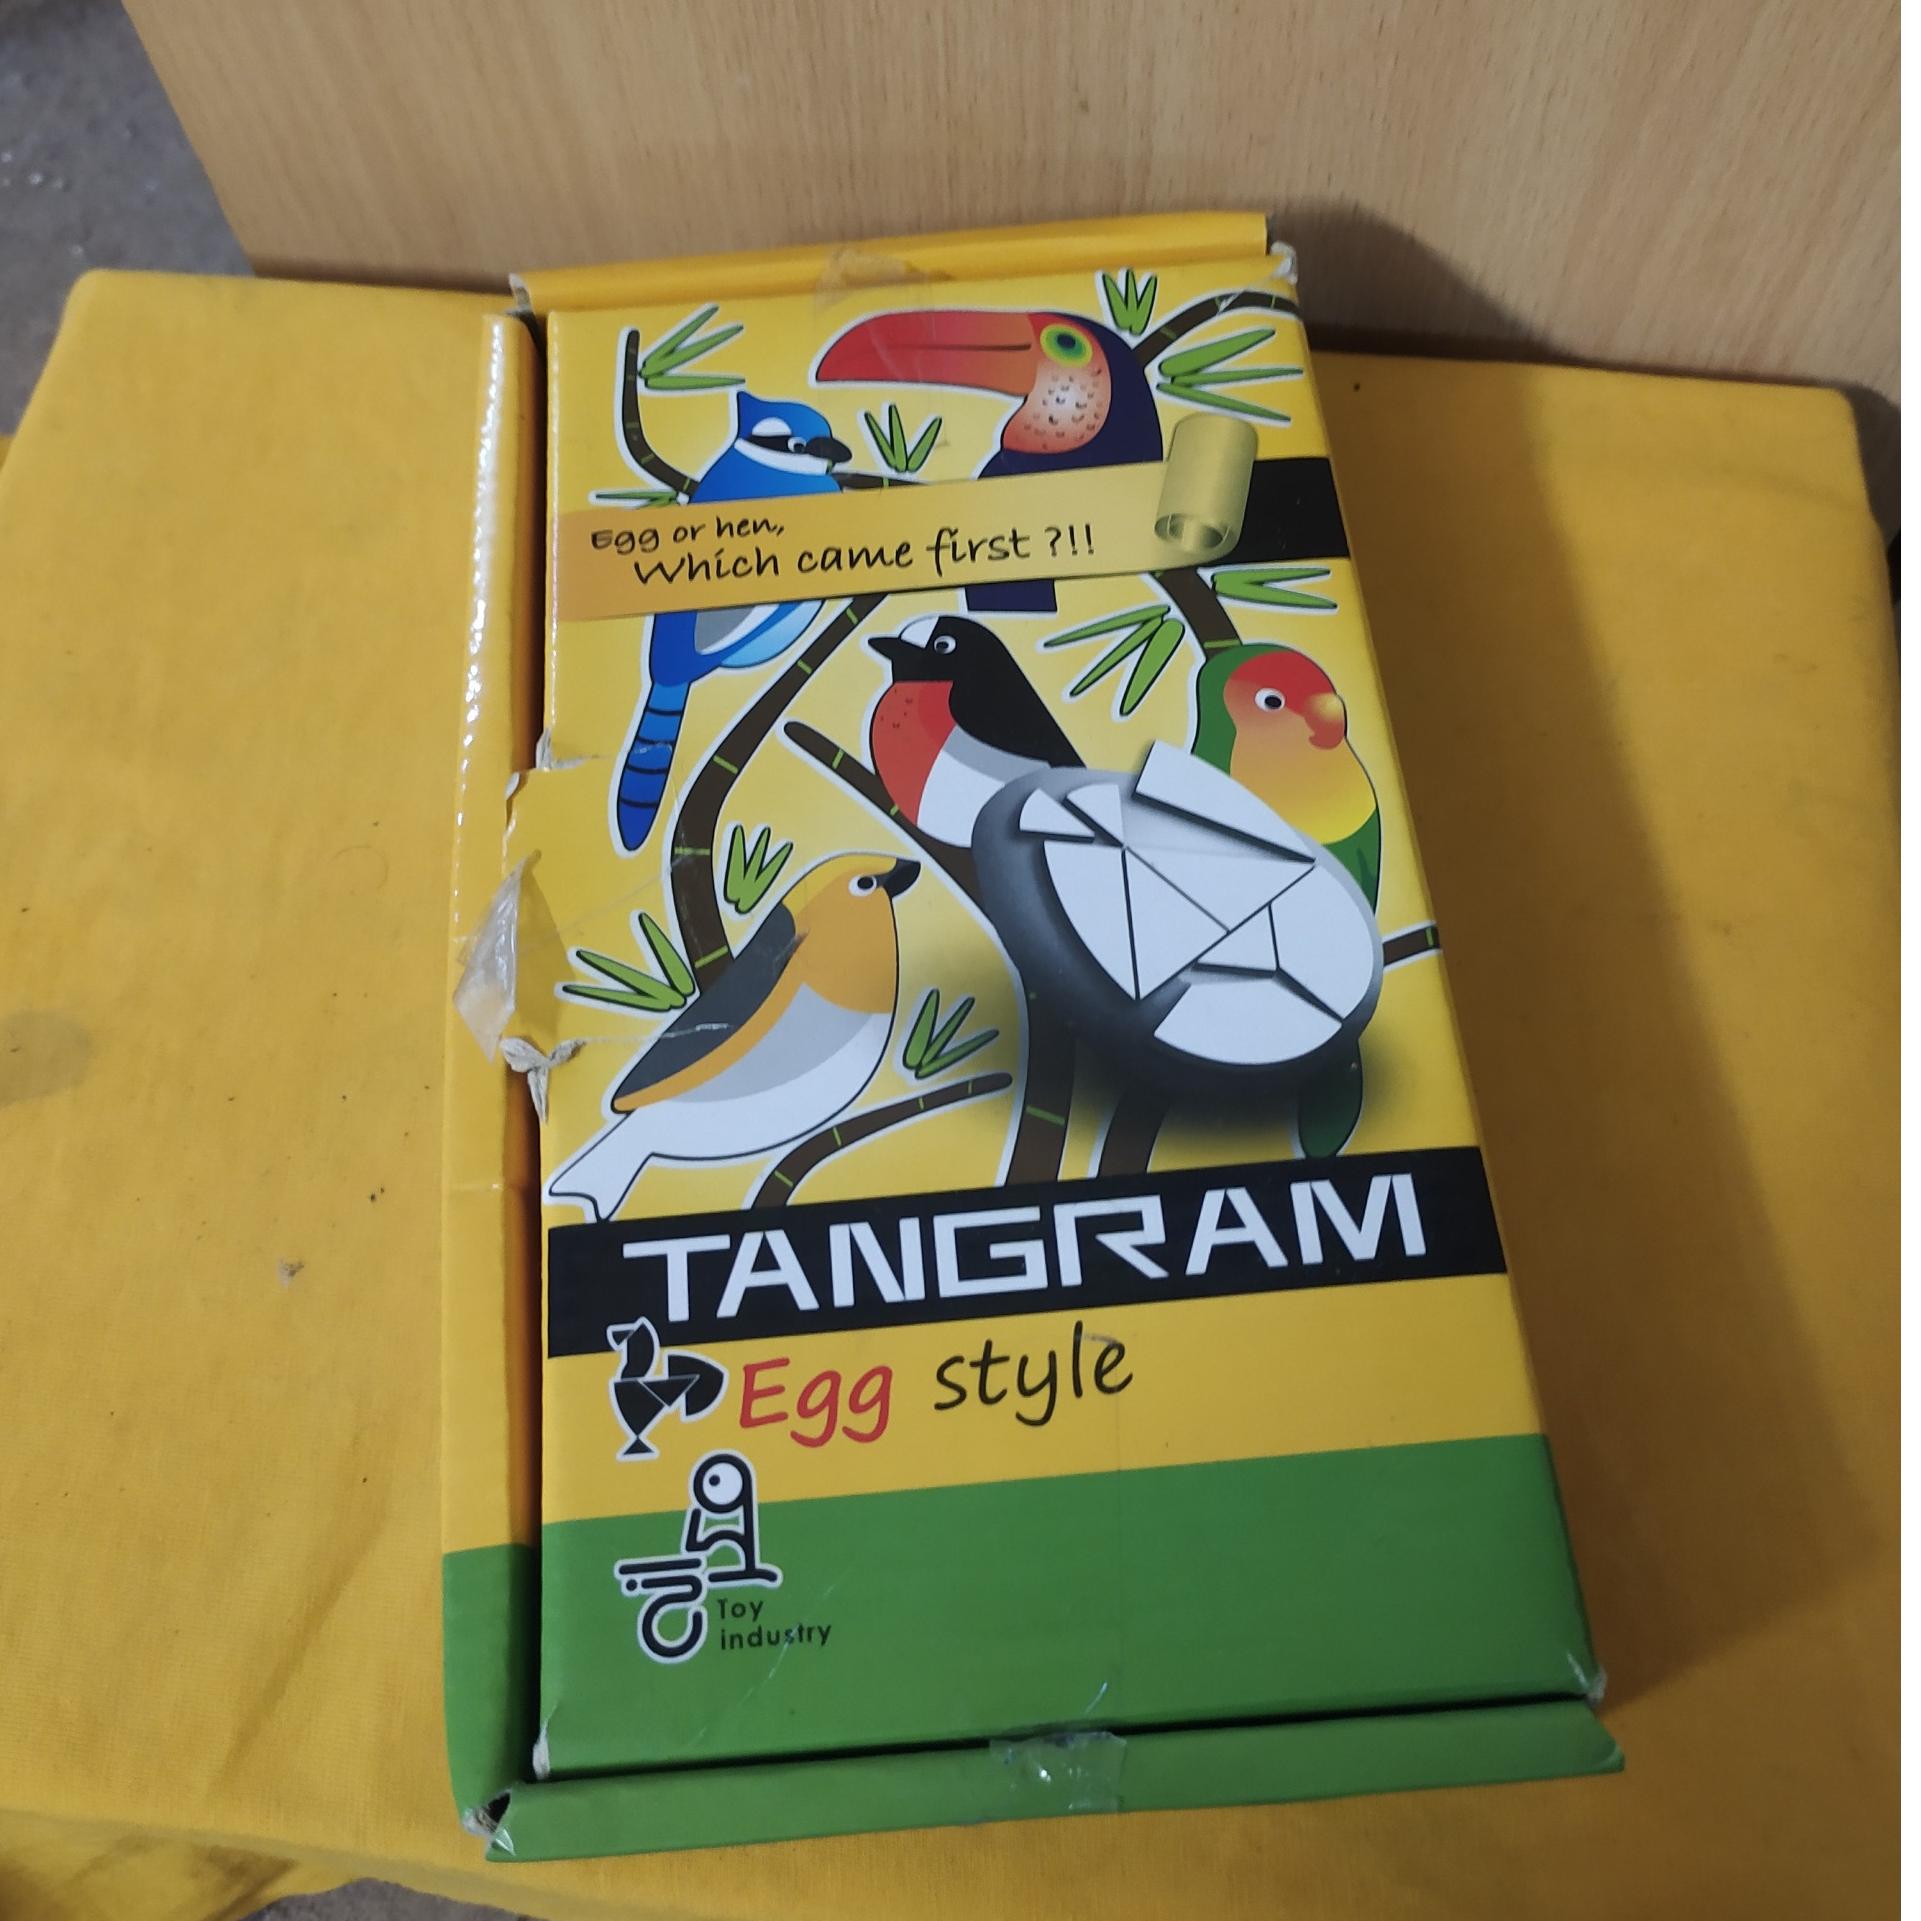 Egg or hen,
Which came first ?!!
TANGRAM
Egg style
Toy
industry